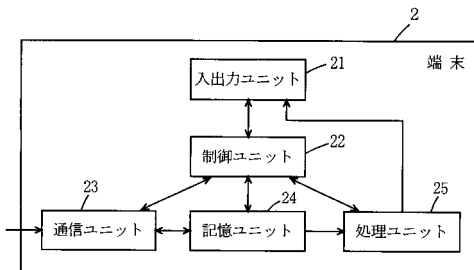 2
端 末
21
入出力ユニット
22
制御ユニット
23
通信ユニット
24
記憶ユニット
25
処理ユニット